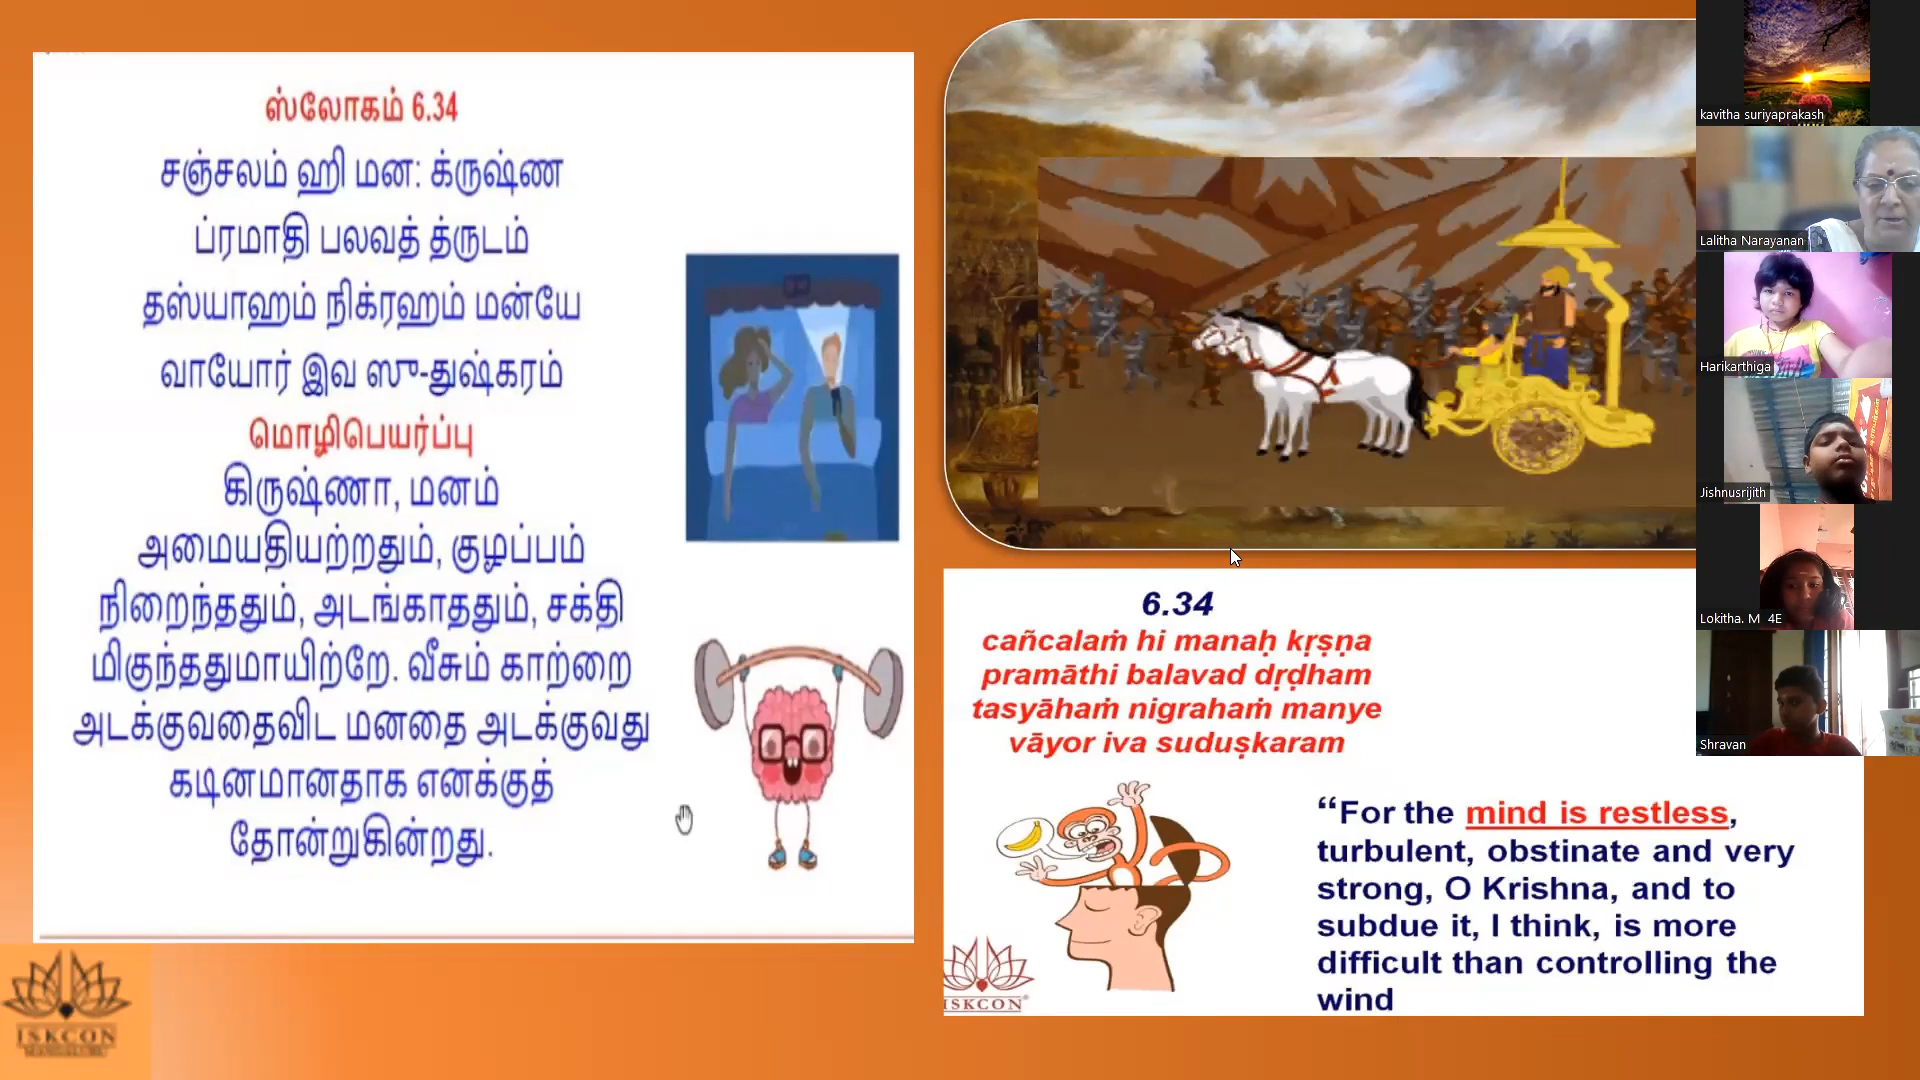 ஸ்லோகம் 6.34
சஞ்சலம் ஹி மன: க்ருஷ்ண
ப்ரமாதி பலவத் த்ருடம்
தஸ்யாஹம் நிக்ரஹம் மன்யே
வாயோர் இவ ஸு-துஷ்கரம்
மொழிபெயர்ப்பு
கிருஷ்ணா, மனம்
அமையதியற்றதும், குழப்பம்
நிறைந்ததும், அடங்காததும், சக்தி
மிகுந்ததுமாயிற்றே. வீசும் காற்றை
அடக்குவதைவிட மனதை அடக்குவது
கடினமானதாக எனக்குத்
தோன்றுகின்றது.
ISKCON
6.34
cañcalaṁ hi manaḥ kṛṣṇa
pramāthi balavad dṛḍham
tasyāhaṁ nigrahaṁ manye
vāyor iva suduṣkaram
“For the mind is restless,
turbulent, obstinate and very
strong, O Krishna, and to
subdue it, I think, is more
difficult than controlling the
wind
ISKCON
kavitha suriyaprakash
Lalitha Narayanan
Harikarthiga
Jishnusrijith
Lokitha. M 4E
Shravan